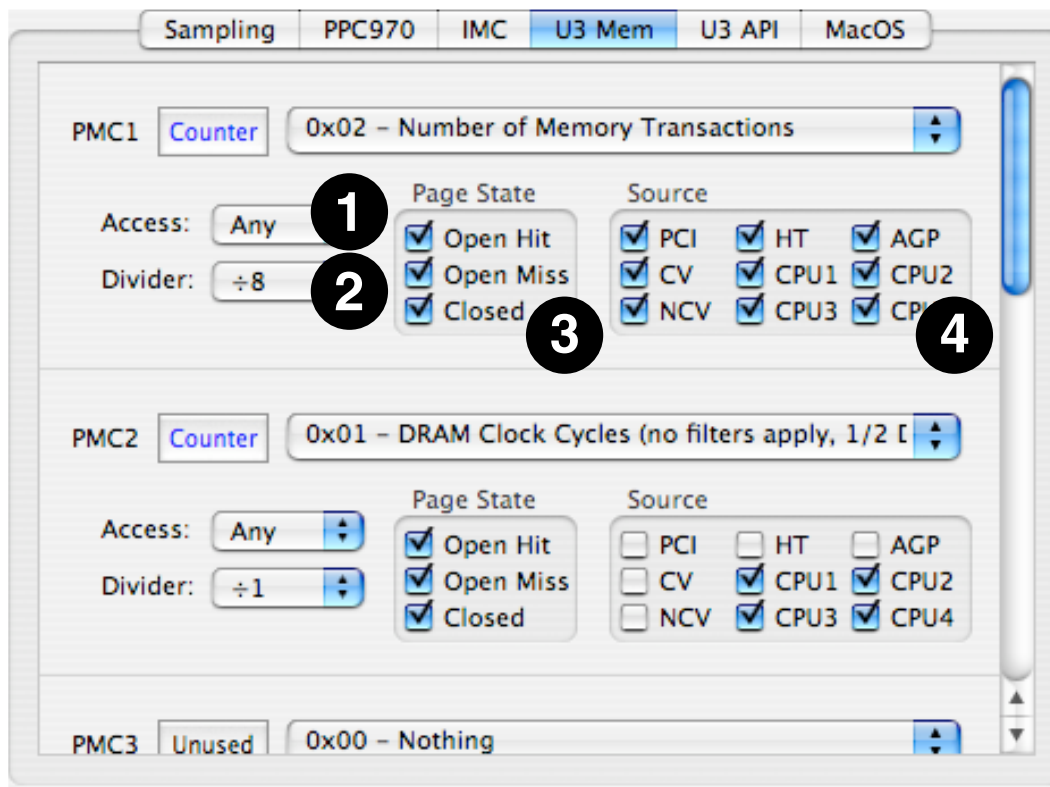 Sampling PPC970 IMC U3 Mem U3 API MacOS
PMC1 Counter 0x02 – Number of Memory Transactions
Page State Source
Access: Any 1 Open Hit PCI HT AGP
Divider: ÷8 2 Open Miss CV CPU1 CPU2
Closed 3 NCV CPU3 4
PMC2 Counter 0x01 – DRAM Clock Cycles (no filters apply, 1/2
Page State Source
Access: Any Open Hit PCI HT AGP
Divider: ÷1 Open Miss CV CPU1 CPU2
Closed NCV CPU3 CPU4
PMC3 Unused 0x00 – Nothing